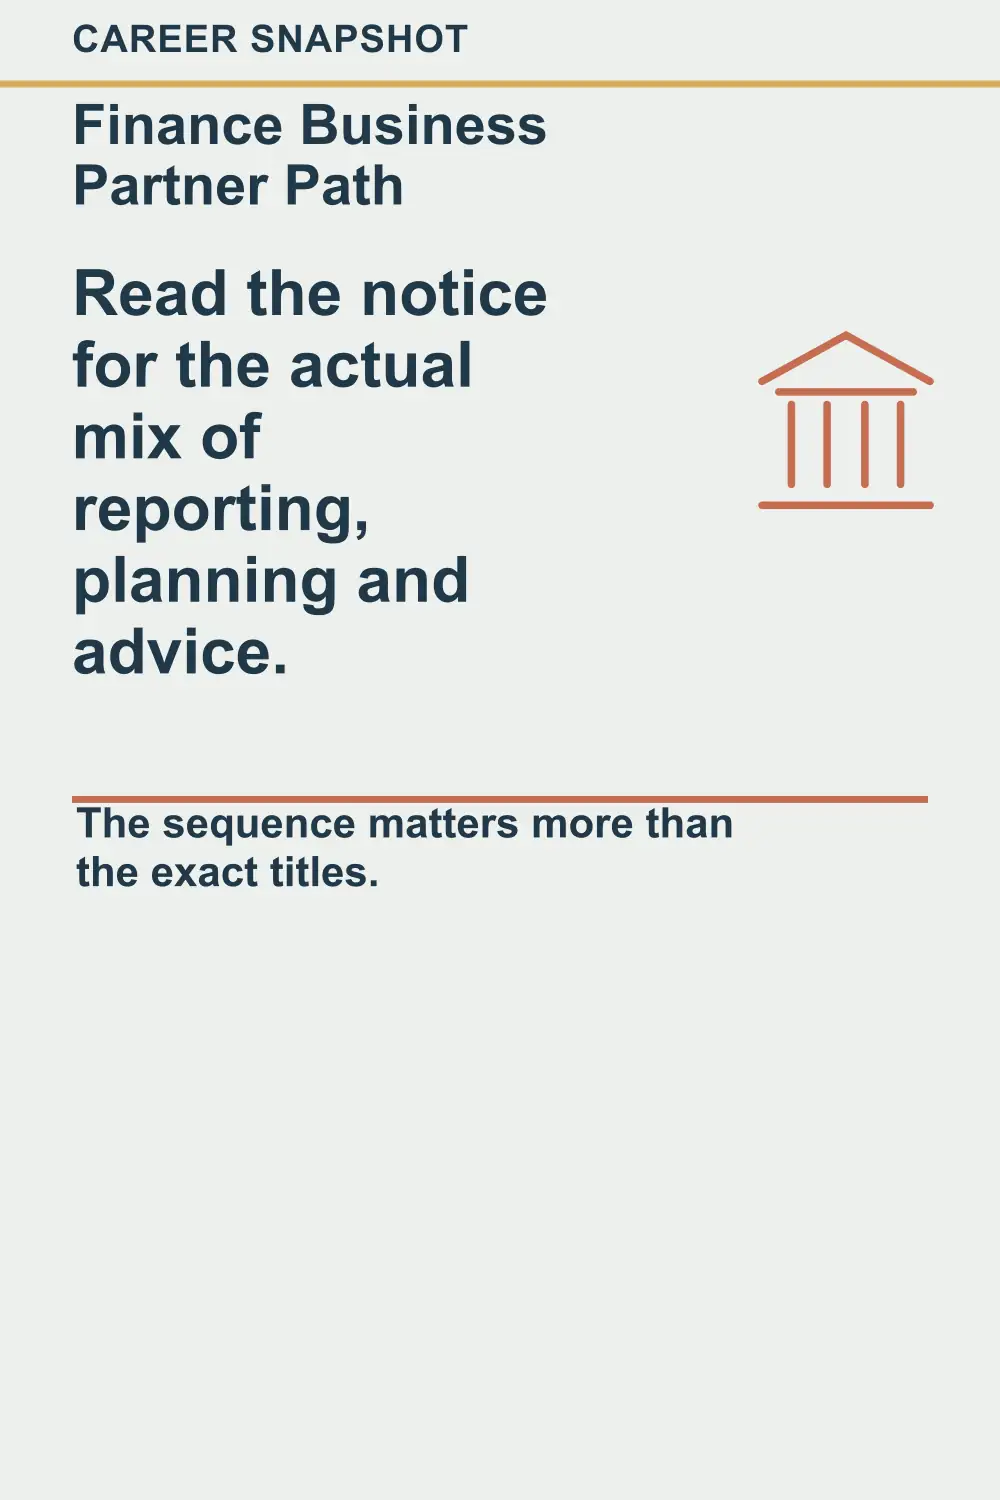 CAREER SNAPSHOT
Finance Business
Partner Path
Read the notice
for the actual
mix of
reporting,
planning and
advice.
The sequence matters more than
the exact titles.